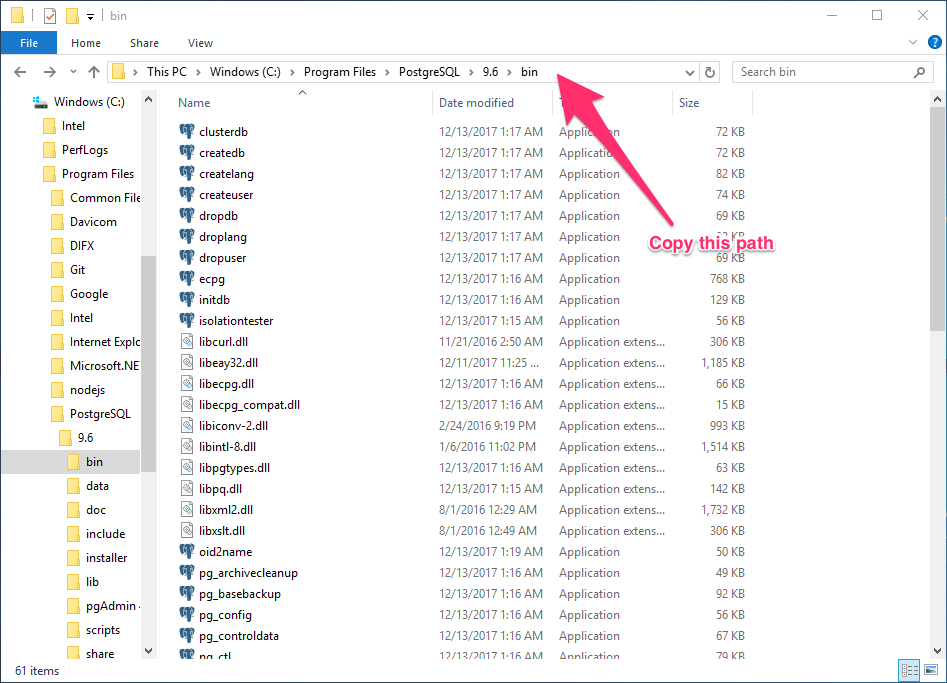 bin
File Home Share View
This PC Windows (C:) Program Files PostgreSQL 9.6 bin Search bin
Windows (C:)
Intel
PerfLogs
Program Files
Common File
Davicom
DIFX
Git
Google
Intel
Internet Explo
Microsoft.NE
nodejs
PostgreSQL
9.6
bin
data
doc
include
installer
lib
pgAdmin
scripts
share
Name Date modified Size
clusterdb 12/13/2017 1:17 AM Application 72 KB
createdb 12/13/2017 1:17 AM Application 72 KB
createlang 12/13/2017 1:17 AM Application 82 KB
createuser 12/13/2017 1:17 AM Application 74 KB
dropdb 12/13/2017 1:17 AM Application 69 KB
droplang 12/13/2017 1:17 AM Application KB
dropuser 12/13/2017 1:17 AM Application 69 KB
ecpg 12/13/2017 1:16 AM Application 768 KB
initdb 12/13/2017 1:16 AM Application 129 KB
isolationtester 12/13/2017 1:15 AM Application 56 KB
libcurl.dll 11/21/2016 2:50 AM Application extens... 306 KB
libeay32.dll 12/11/2017 11:25 ... Application extens... 1,185 KB
libecpg.dll 12/13/2017 1:16 AM Application extens... 66 KB
libecpg_compat.dll 12/13/2017 1:16 AM Application extens... 15 KB
libiconv-2.dll 2/24/2016 9:19 PM Application extens... 993 KB
libintl-8.dll 1/6/2016 11:02 PM Application extens... 1,514 KB
libpgtypes.dll 12/13/2017 1:16 AM Application extens... 63 KB
libpq.dll 12/13/2017 1:15 AM Application extens... 142 KB
libxml2.dll 8/1/2016 12:29 AM Application extens... 1,732 KB
libxslt.dll 8/1/2016 12:49 AM Application extens... 306 KB
oid2name 12/13/2017 1:19 AM Application 50 KB
pg_archivecleanup 12/13/2017 1:16 AM Application 49 KB
pg_basebackup 12/13/2017 1:16 AM Application 92 KB
pg_config 12/13/2017 1:16 AM Application 56 KB
pg_controldata 12/13/2017 1:16 AM Application 67 KB
pg_ctl 12/13/2017 1:16 AM Application 79 KB
Copy this path
61 items